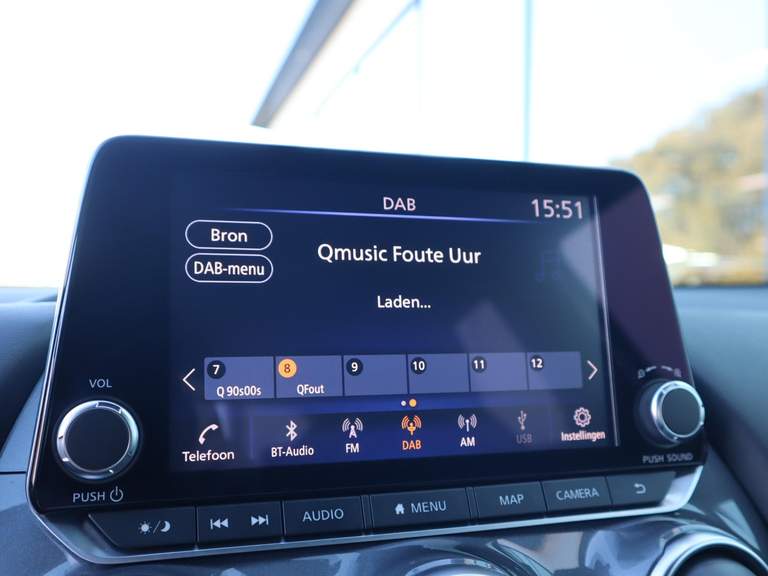 DAB
15:51
Bron
DAB-menu
Qmusic Foute Uur
Laden...
7 8 9 10 11 12
Q 90s00s QFout
Telefoon BT-Audio FM DAB AM USB Instellingen
VOL
PUSH
PUSH SOUND
AUDIO MENU MAP CAMERA